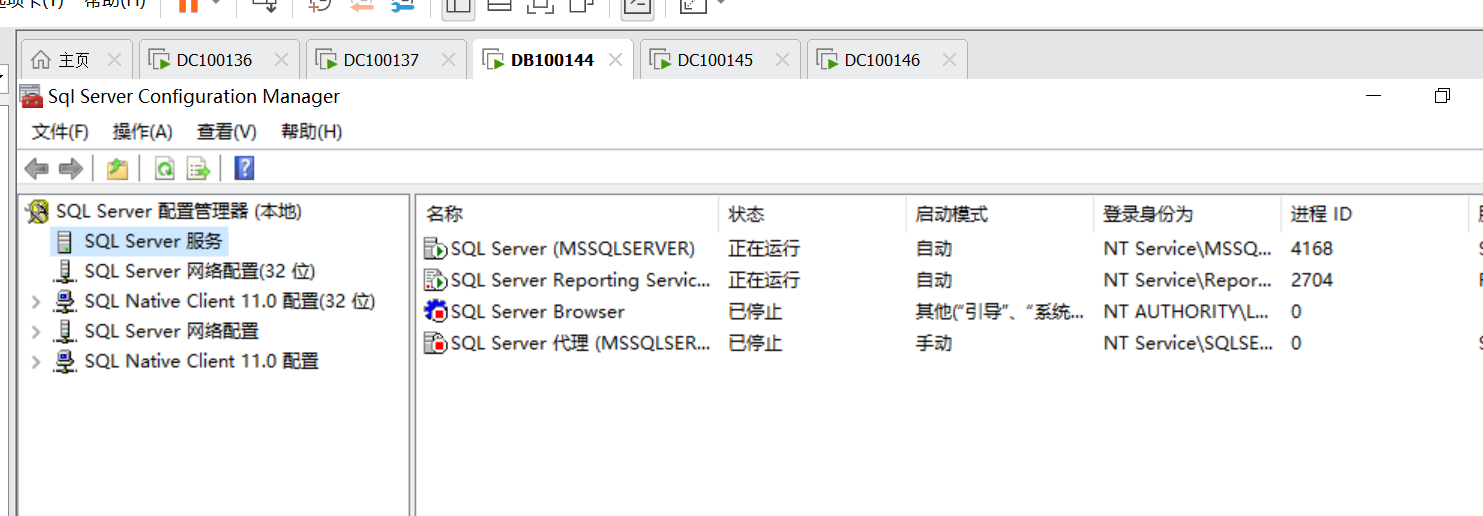 帮助(H)
主页 DC100136 DC100137 DB100144 DC100145 DC100146
Sql Server Configuration Manager
文件(F) 操作(A) 查看(V) 帮助(H)
SQL Server 配置管理器 (本地)
SQL Server 服务
SQL Server 网络配置(32 位)
SQL Native Client 11.0 配置(32 位)
SQL Server 网络配置
SQL Native Client 11.0 配置
名称 状态 启动模式 登录身份为 进程 ID
SQL Server (MSSQLSERVER) 正在运行 自动 NT Service\MSSQ... 4168
SQL Server Reporting Servic... 正在运行 自动 NT Service\Repor... 2704
SQL Server Browser 已停止 其他("引导"、"系统... NT AUTHORITY\L... 0
SQL Server 代理 (MSSQLSER... 已停止 手动 NT Service\SQLSE... 0